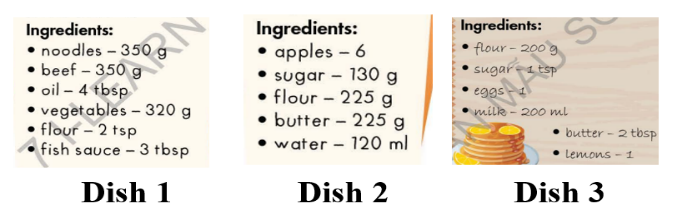 Ingredients:
• noodles – 350 g
• beef – 350 g
• oil – 4 tbsp
• vegetables – 320 g
• flour – 2 tsp
• fish sauce – 3 tbsp
Dish 1
Ingredients:
• apples – 6
• sugar – 130 g
• flour – 225 g
• butter – 225 g
• water – 120 ml
Dish 2
Ingredients:
• flour – 200 g
• sugar – 1 tsp
• eggs – 1
• milk – 200 ml
• butter – 2 tbsp
• lemons – 1
Dish 3